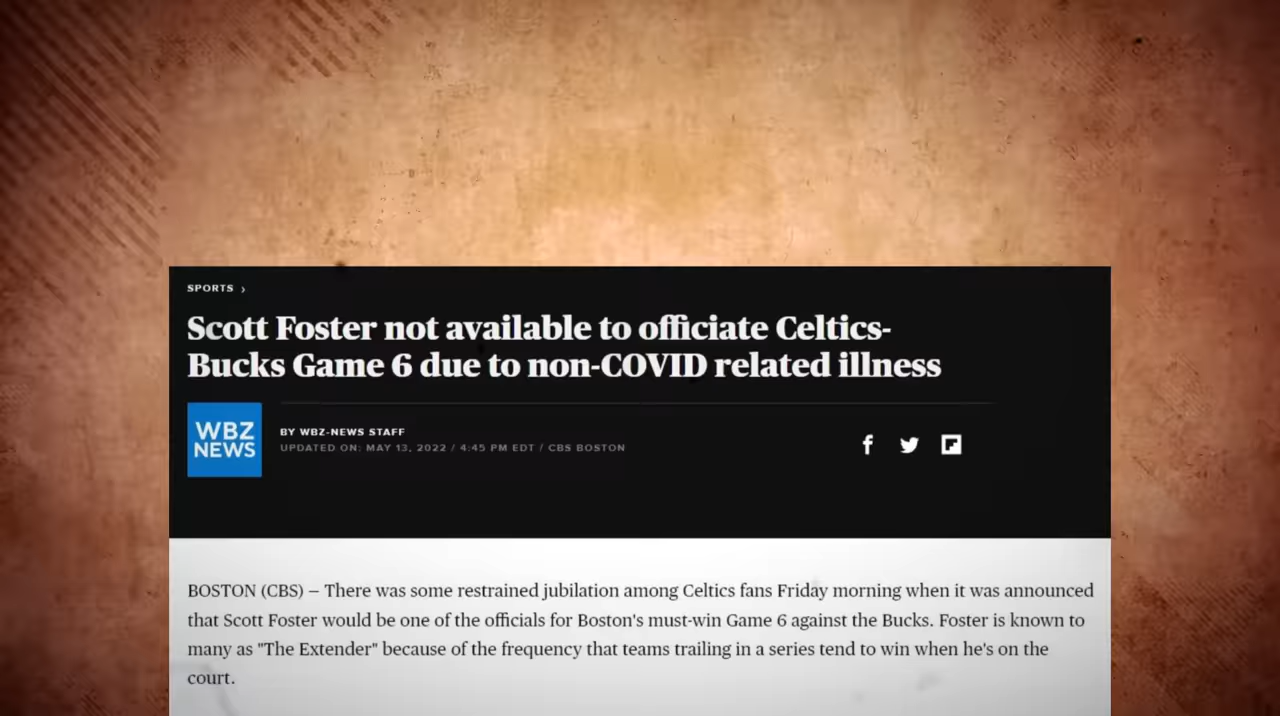 SPORTS ›
Scott Foster not available to officiate Celtics-
Bucks Game 6 due to non-COVID related illness
WBZ
NEWS
BY WBZ-NEWS STAFF
UPDATED ON: MAY 13, 2022 / 4:45 PM EDT / CBS BOSTON
BOSTON (CBS) – There was some restrained jubilation among Celtics fans Friday morning when it was announced
that Scott Foster would be one of the officials for Boston's must-win Game 6 against the Bucks. Foster is known to
many as "The Extender" because of the frequency that teams trailing in a series tend to win when he's on the
court.